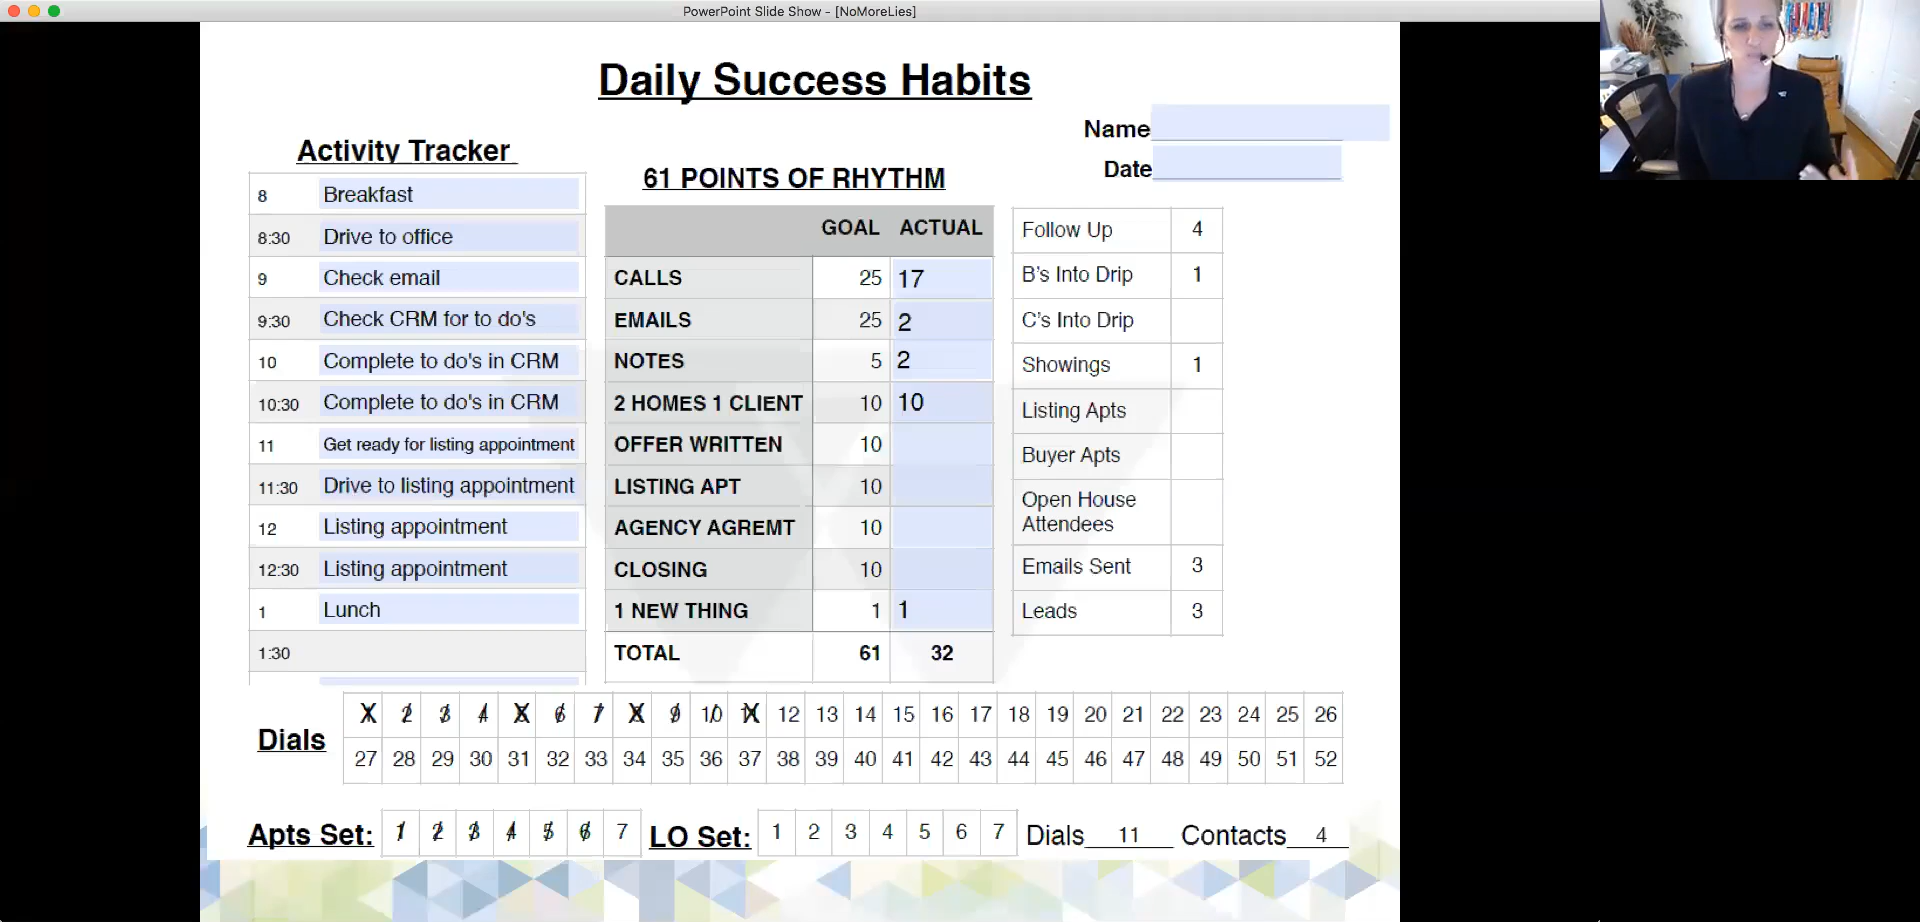 PowerPoint Slide Show - [NoMoreLies]
Daily Success Habits
Name
Date
Activity Tracker
8 Breakfast
8:30 Drive to office
9 Check email
9:30 Check CRM for to do's
10 Complete to do's in CRM
10:30 Complete to do's in CRM
11 Get ready for listing appointment
11:30 Drive to listing appointment
12 Listing appointment
12:30 Listing appointment
1 Lunch
1:30
61 POINTS OF RHYTHM
GOAL ACTUAL
CALLS 25 17
EMAILS 25 2
NOTES 5 2
2 HOMES 1 CLIENT 10 10
OFFER WRITTEN 10
LISTING APT 10
AGENCY AGREMT 10
CLOSING 10
1 NEW THING 1 1
TOTAL 61 32
Follow Up 4
B's Into Drip 1
C's Into Drip
Showings 1
Listing Apts
Buyer Apts
Open House
Attendees
Emails Sent 3
Leads 3
Dials
1 2 3 4 5 6 7 8 9 10 11 12 13 14 15 16 17 18 19 20 21 22 23 24 25 26
27 28 29 30 31 32 33 34 35 36 37 38 39 40 41 42 43 44 45 46 47 48 49 50 51 52
Apts Set: 1 2 3 4 5 6 7 LO Set: 1 2 3 4 5 6 7 Dials 11 Contacts 4